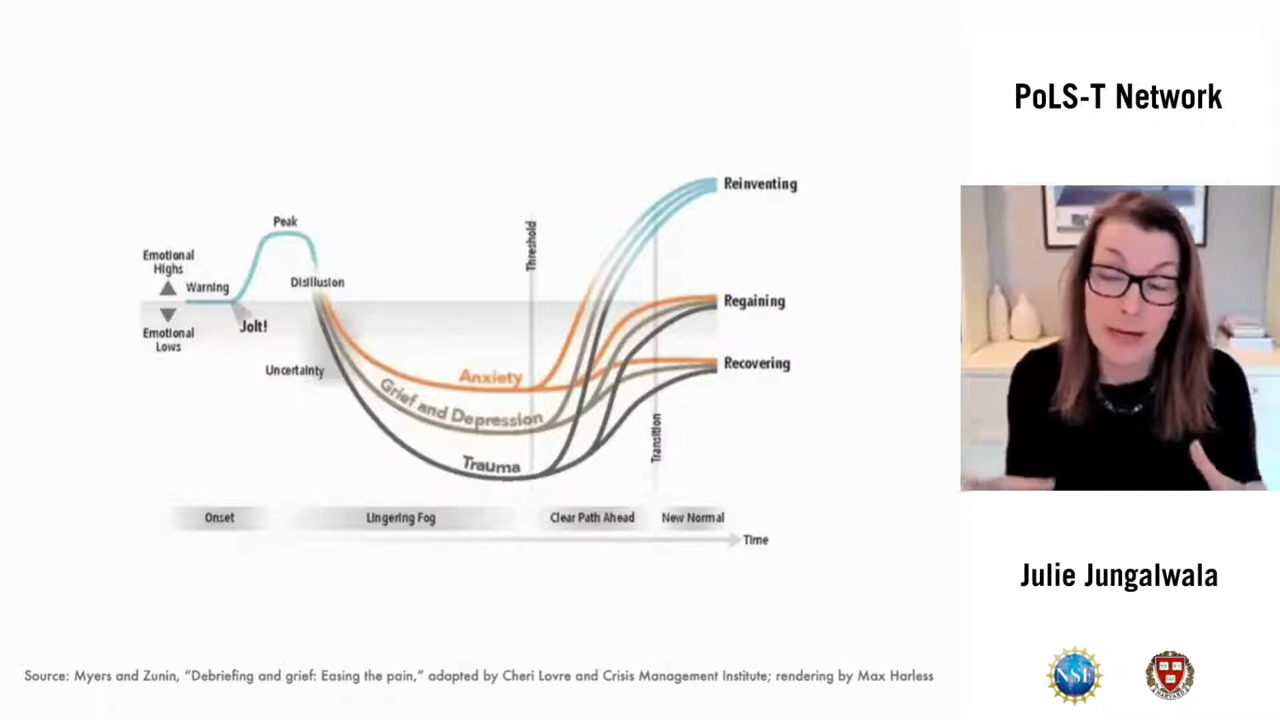 PoLS-T Network
Reinventing
Peak
Threshold
Emotional
Highs
Warning
Disillusion
Regaining
Jolt!
Emotional
Lows
Uncertainty
Anxiety
Recovering
Grief and Depression
Transition
Trauma
Onset
Lingering Fog
Clear Path Ahead
New Normal
Time
Julie Jungalwala
Source: Myers and Zunin, “Debriefing and grief: Easing the pain,” adapted by Cheri Lovre and Crisis Management Institute; rendering by Max Harless
NSF
HARVARD